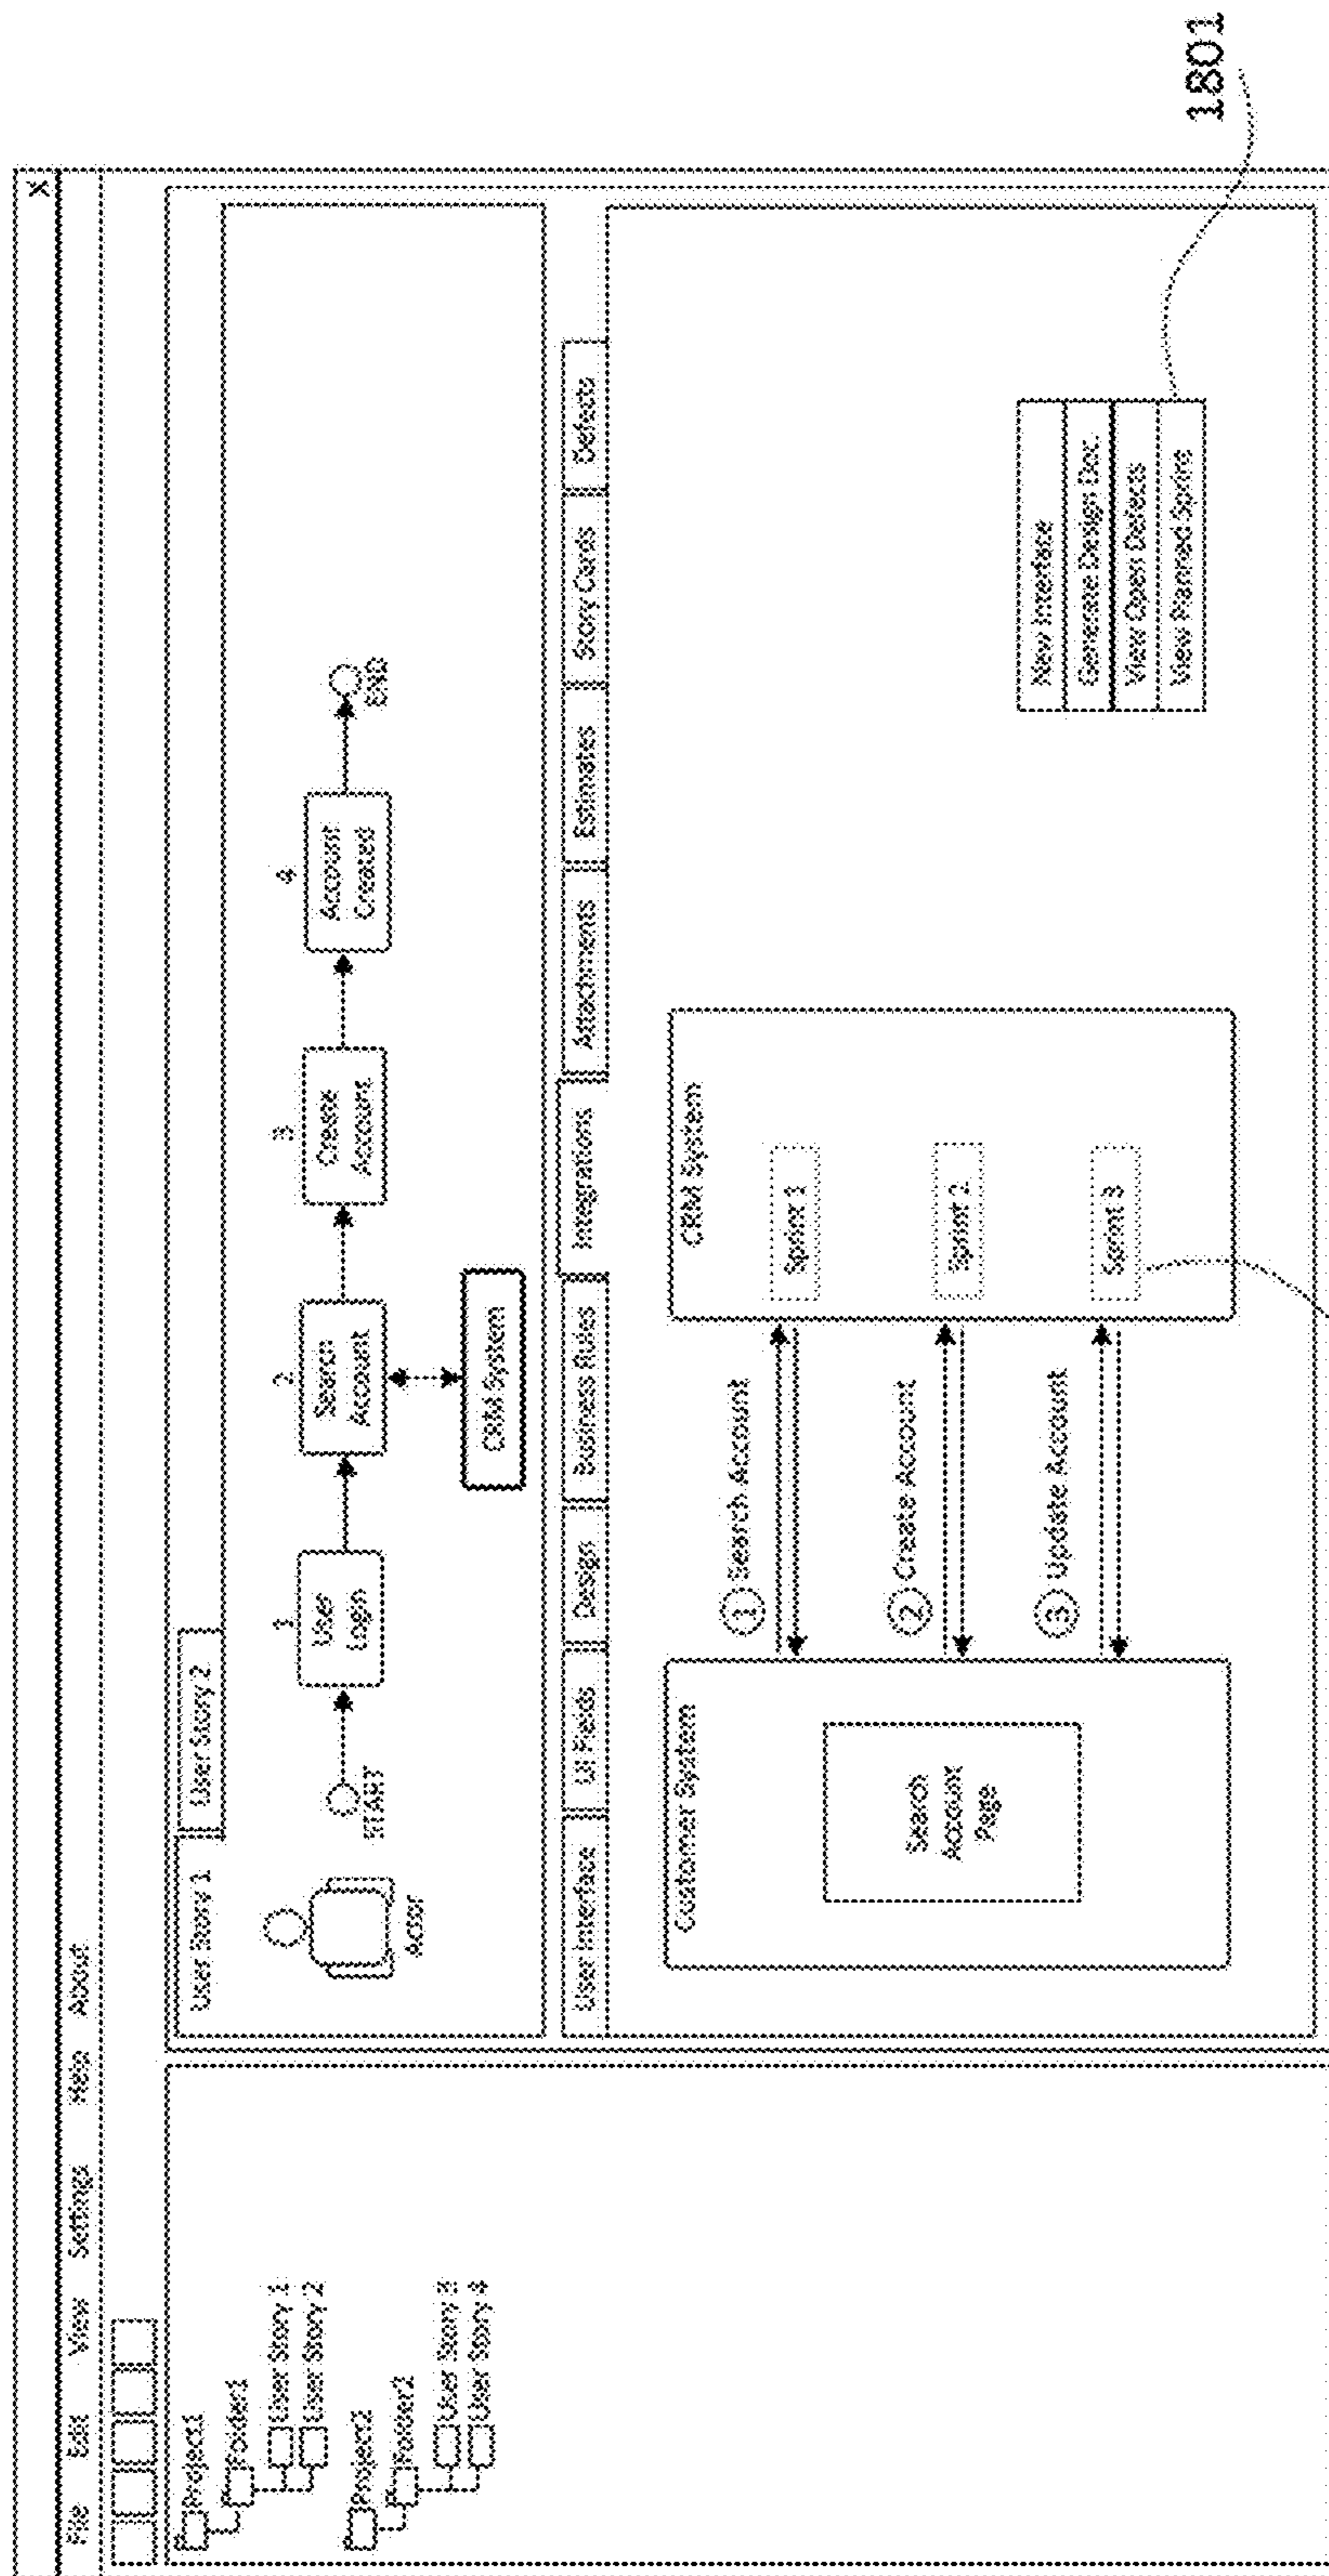 X
File Edit View Settings Help About
Project1
Folder1
User Story 1
User Story 2
Project2
Folder2
User Story 3
User Story 4
User Story 1 User Story 2
Actor
START
1
User
Login
2
Search
Account
3
Create
Account
4
Account
Created
END
CRM System
User Interface UI Fields Design Business Rules Integrations Attachments Estimates Story Cards Defects
Customer System
Search
Account
Page
1 Search Account
2 Create Account
3 Update Account
CRM System
Sprint 1
Sprint 2
Sprint 3
New Interface
Generate Design Doc.
View Open Defects
View Planned Sprint
1801